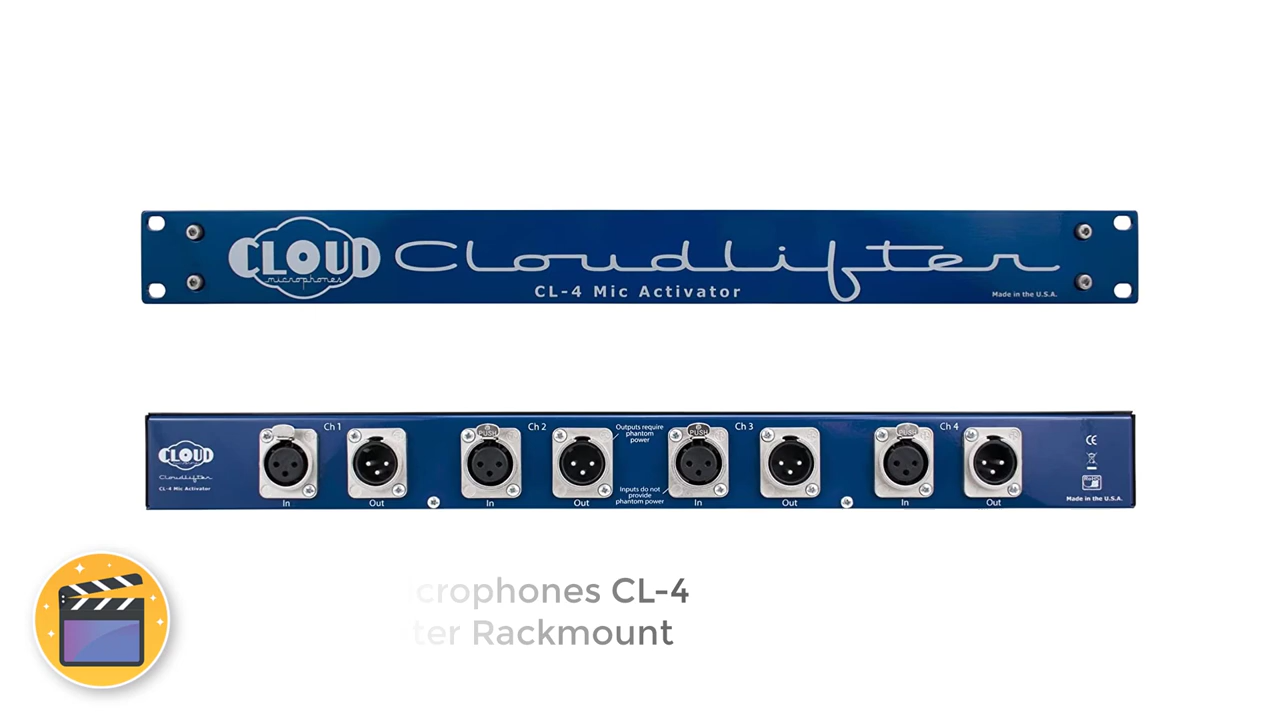 CLOUD
microphones
Cloudlifter
CL-4 Mic Activator
Made in the U.S.A.
Ch 1
Ch 2
Ch 3
Ch 4
Outputs require
phantom
power
CLOUD
Cloudlifter
CL-4 Mic Activator
PUSH
PUSH
PUSH
CE
Inputs do not
provide
phantom power
In
Out
In
Out
In
Out
In
Out
Made in the U.S.A.
crophones CL-4
ter Rackmount